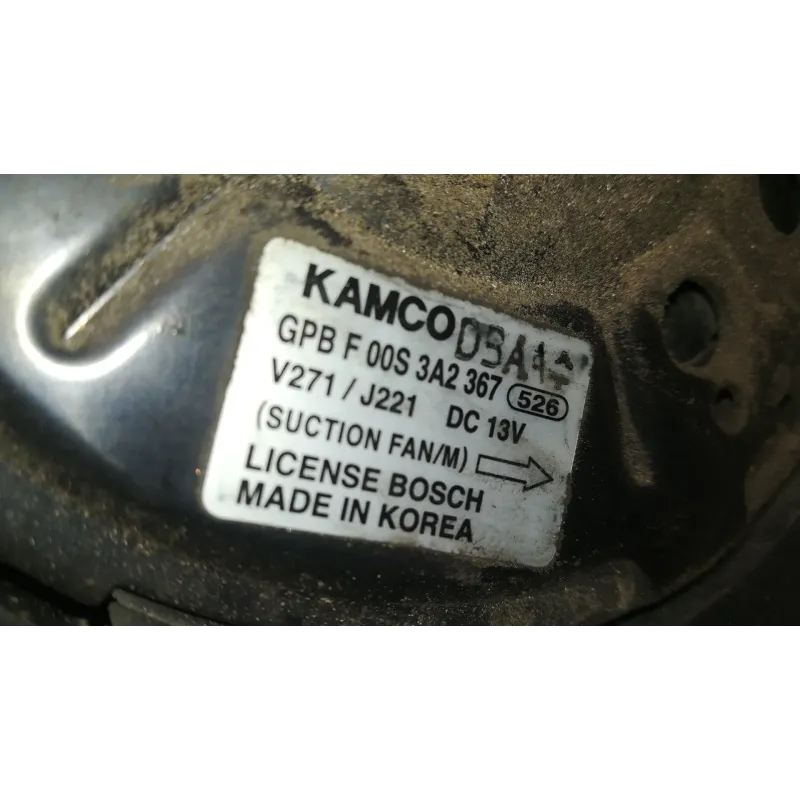 KAMCO
GPB F 00S 3A2 367 526
V271 / J221 DC 13V
(SUCTION FAN/M)
LICENSE BOSCH
MADE IN KOREA